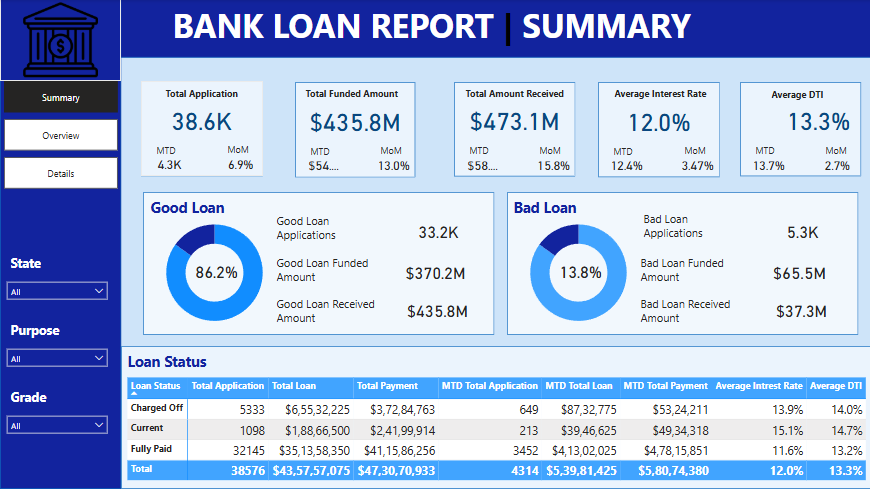 BANK LOAN REPORT | SUMMARY
Summary
Overview
Details
State
All
Purpose
All
Grade
All
Total Application
38.6K
MTD MoM
4.3K 6.9%
Total Funded Amount
$435.8M
MTD MoM
$54.... 13.0%
Total Amount Received
$473.1M
MTD MoM
$58.... 15.8%
Average Interest Rate
12.0%
MTD MoM
12.4% 3.47%
Average DTI
13.3%
MTD MoM
13.7% 2.7%
Good Loan
86.2%
Good Loan
Applications
33.2K
Good Loan Funded
Amount
$370.2M
Good Loan Received
Amount
$435.8M
Bad Loan
13.8%
Bad Loan
Applications
5.3K
Bad Loan Funded
Amount
$65.5M
Bad Loan Received
Amount
$37.3M
Loan Status
Loan Status Total Application Total Loan Total Payment MTD Total Application MTD Total Loan MTD Total Payment Average Intrest Rate Average DTI
Charged Off 5333 $6,55,32,225 $3,72,84,763 649 $87,32,775 $53,24,211 13.9% 14.0%
Current 1098 $1,88,66,500 $2,41,99,914 213 $39,46,625 $49,34,318 15.1% 14.7%
Fully Paid 32145 $35,13,58,350 $41,15,86,256 3452 $4,13,02,025 $4,78,15,851 11.6% 13.2%
Total 38576 $43,57,57,075 $47,30,70,933 4314 $5,39,81,425 $5,80,74,380 12.0% 13.3%